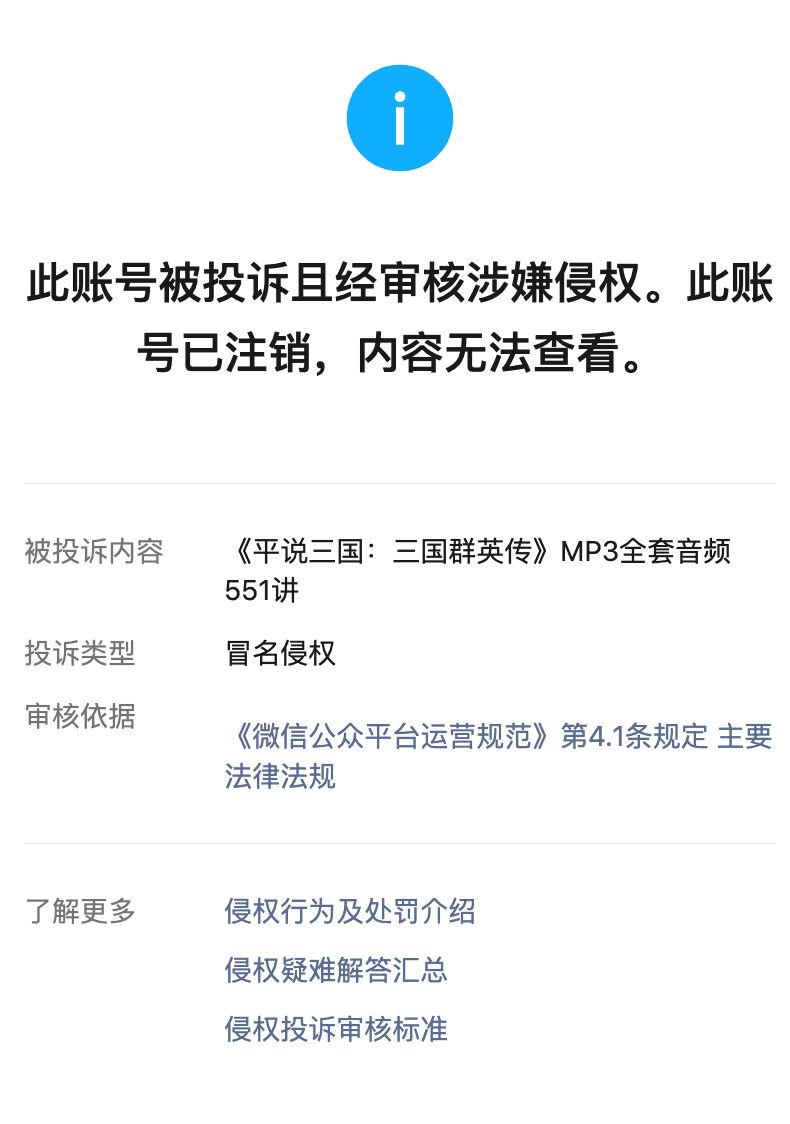 此账号被投诉且经审核涉嫌侵权。此账
号已注销，内容无法查看。
被投诉内容
《平说三国：三国群英传》MP3全套音频
551讲
投诉类型
冒名侵权
审核依据
《微信公众平台运营规范》第4.1条规定 主要
法律法规
了解更多
侵权行为及处罚介绍
侵权疑难解答汇总
侵权投诉审核标准